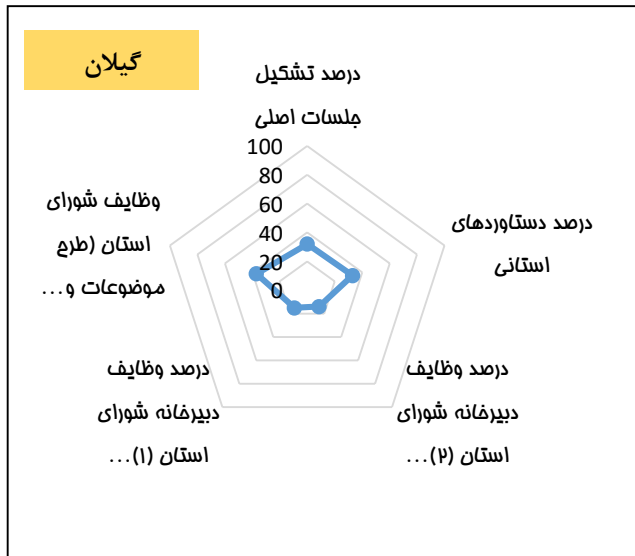 گیلان
درصد تشکیل
جلسات اصلی
100
80
60
40
20
0
درصد دستاوردهای
استانی
درصد وظایف
دبیرخانه شورای
استان (۲)...
درصد وظایف
دبیرخانه شورای
استان (۱)...
وظایف شورای
استان (طرح
موضوعات و...